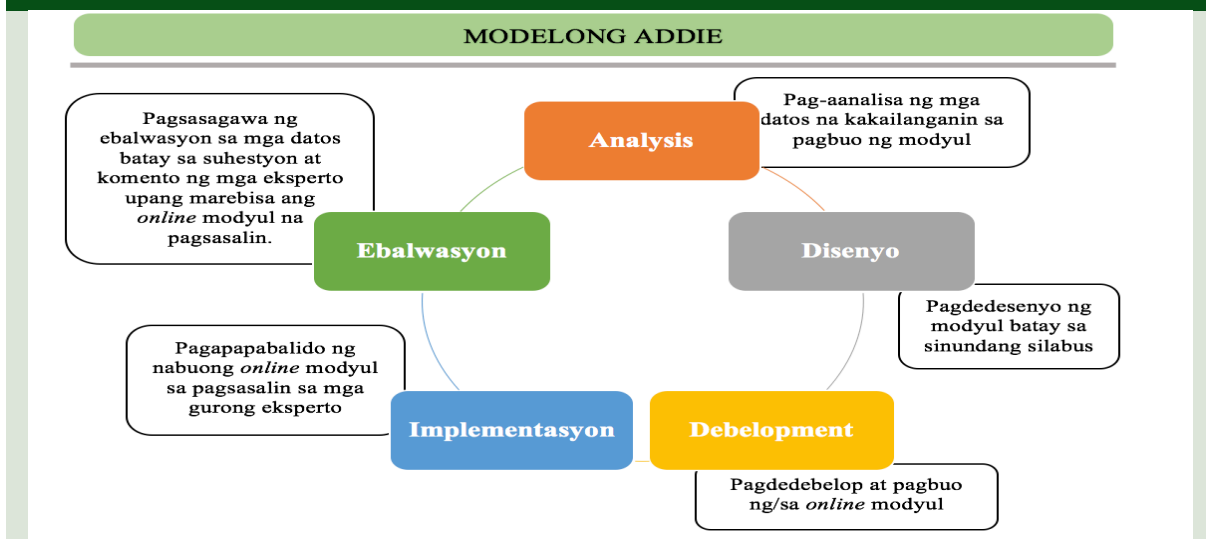 MODELONG ADDIE
Analysis
Pag-aanalisa ng mga
datos na kakailanganin sa
pagbuo ng modyul
Disenyo
Pagdedesenyo ng
modyul batay sa
sinundang silabus
Debelopment
Pagdedebelop at pagbuo
ng/sa online modyul
Implementasyon
Pagapapabalido ng
nabuong online modyul
sa pagsasalin sa mga
gurong eksperto
Ebalwasyon
Pagsasagawa ng
ebalwasyon sa mga datos
batay sa suhestyon at
komento ng mga eksperto
upang marebisa ang
online modyul na
pagsasalin.